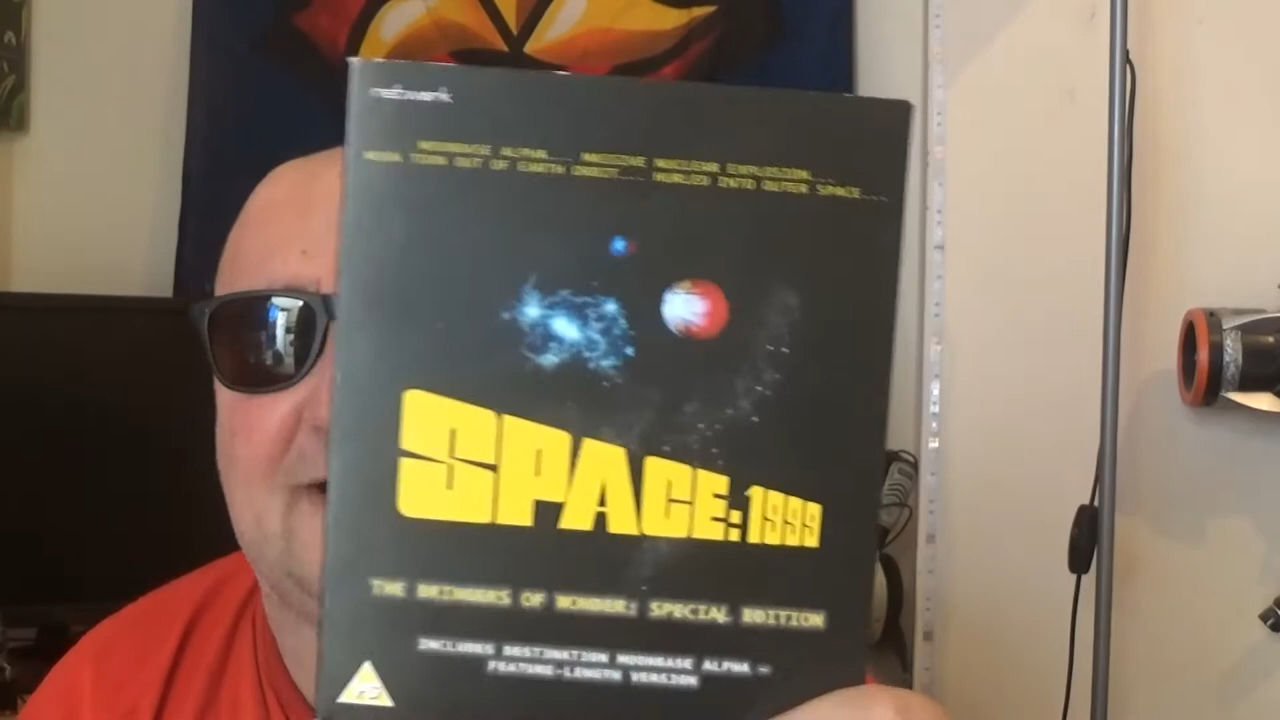 network
MOONBASE ALPHA... MASSIVE NUCLEAR EXPLOSION...
MOON TORN OUT OF EARTH ORBIT... HURLED INTO OUTER SPACE...
SPACE: 1999
THE BRINGERS OF WONDER: SPECIAL EDITION
INCLUDES DESTINATION MOONBASE ALPHA –
FEATURE-LENGTH VERSION
PG